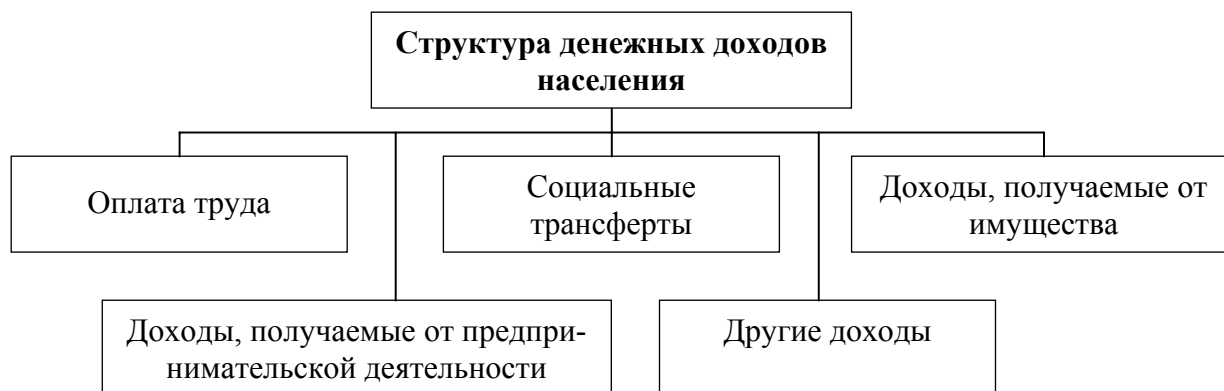 Структура денежных доходов
населения
Оплата труда
Социальные
трансферты
Доходы, получаемые от
имущества
Доходы, получаемые от предпри-
нимательской деятельности
Другие доходы